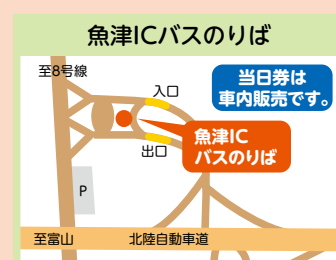 魚津ICバスのりば
至8号線
当日券は
車内販売です。
入口
魚津IC
バスのりば
出口
P
至富山
北陸自動車道